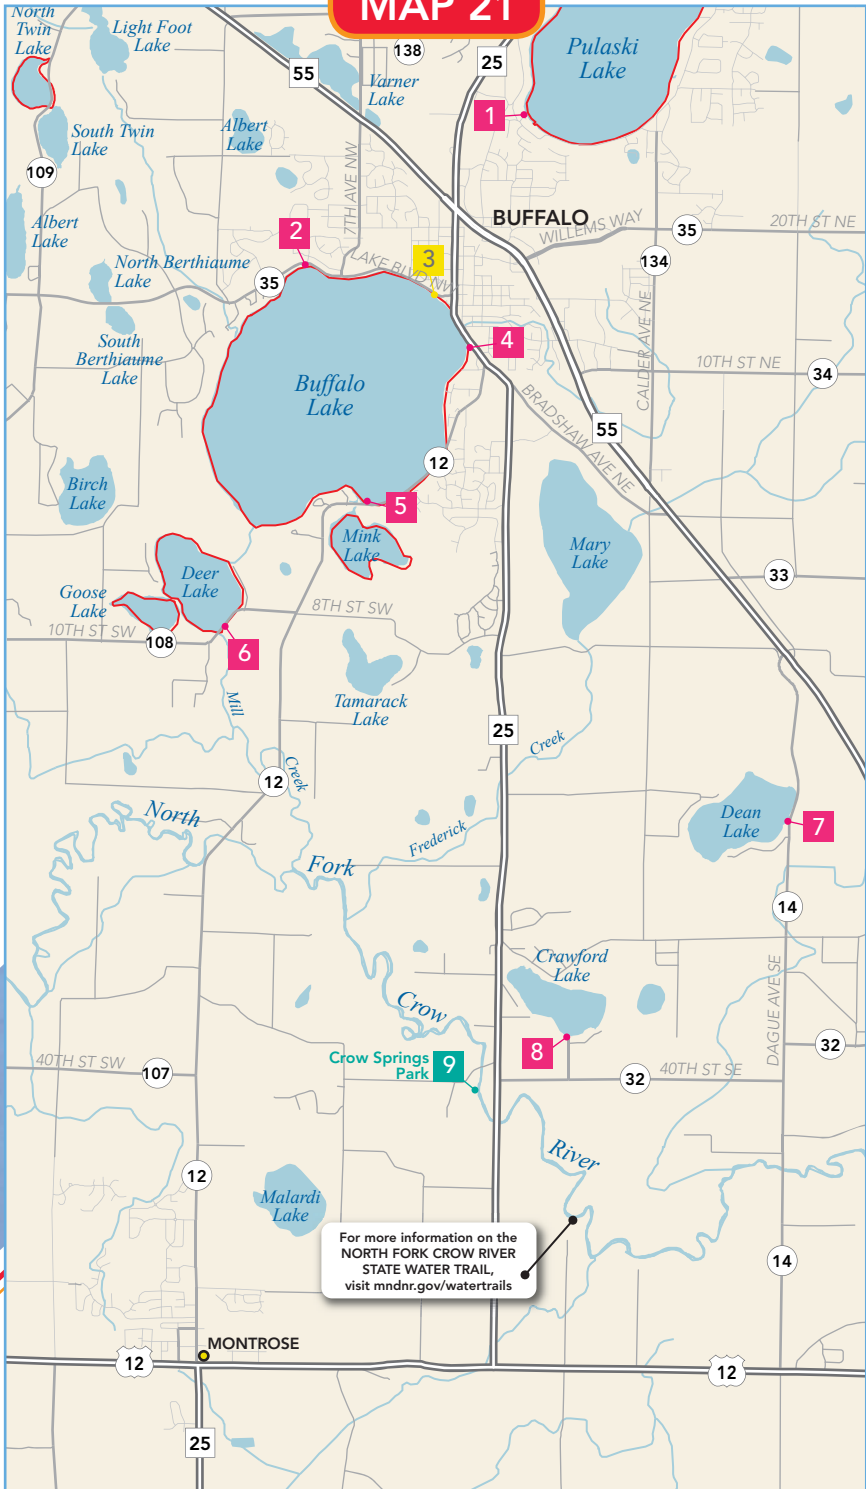 MAP 21
North
Twin
Lake
Light Foot
Lake
138
25
Pulaski
Lake
55
Varner
Lake
1
South Twin
Lake
Albert
Lake
109
7TH AVE NW
BUFFALO
WILLEMS WAY
35
20TH ST NE
Albert
Lake
2
3
North Berthiaume
Lake
35
LAKE BLVD NW
134
South
Berthiaume
Lake
4
CALDER AVE NE
10TH ST NE
34
Buffalo
Lake
BRADSHAW AVE NE
55
12
Birch
Lake
5
Mink
Lake
Mary
Lake
Deer
Lake
33
Goose
Lake
8TH ST SW
10TH ST SW
108
6
Mill
Tamarack
Lake
25
Creek
Creek
12
North
Dean
Lake
7
Frederick
Fork
14
Crawford
Lake
Crow
DAGUE AVE SE
8
32
40TH ST SW
107
Crow Springs
Park
9
32
40TH ST SE
River
12
Malardi
Lake
For more information on the
NORTH FORK CROW RIVER
STATE WATER TRAIL,
visit mndnr.gov/watertrails
14
MONTROSE
12
12
25